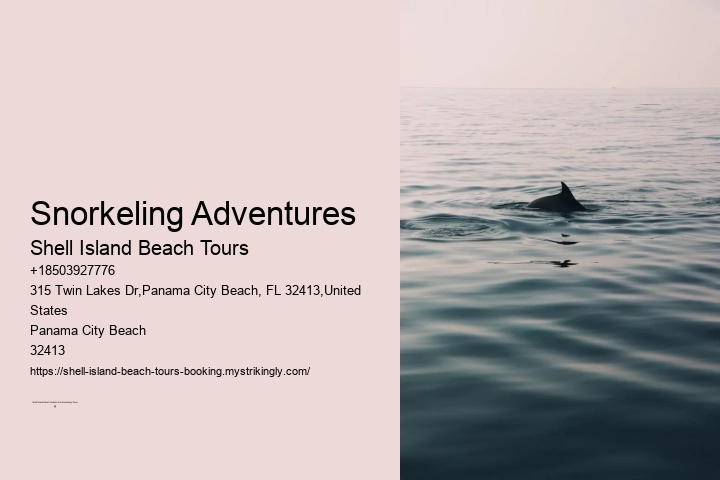 Snorkeling Adventures
Shell Island Beach Tours
+18503927776
315 Twin Lakes Dr,Panama City Beach, FL 32413,United
States
Panama City Beach
32413
https://shell-island-beach-tours-booking.mystrikingly.com/